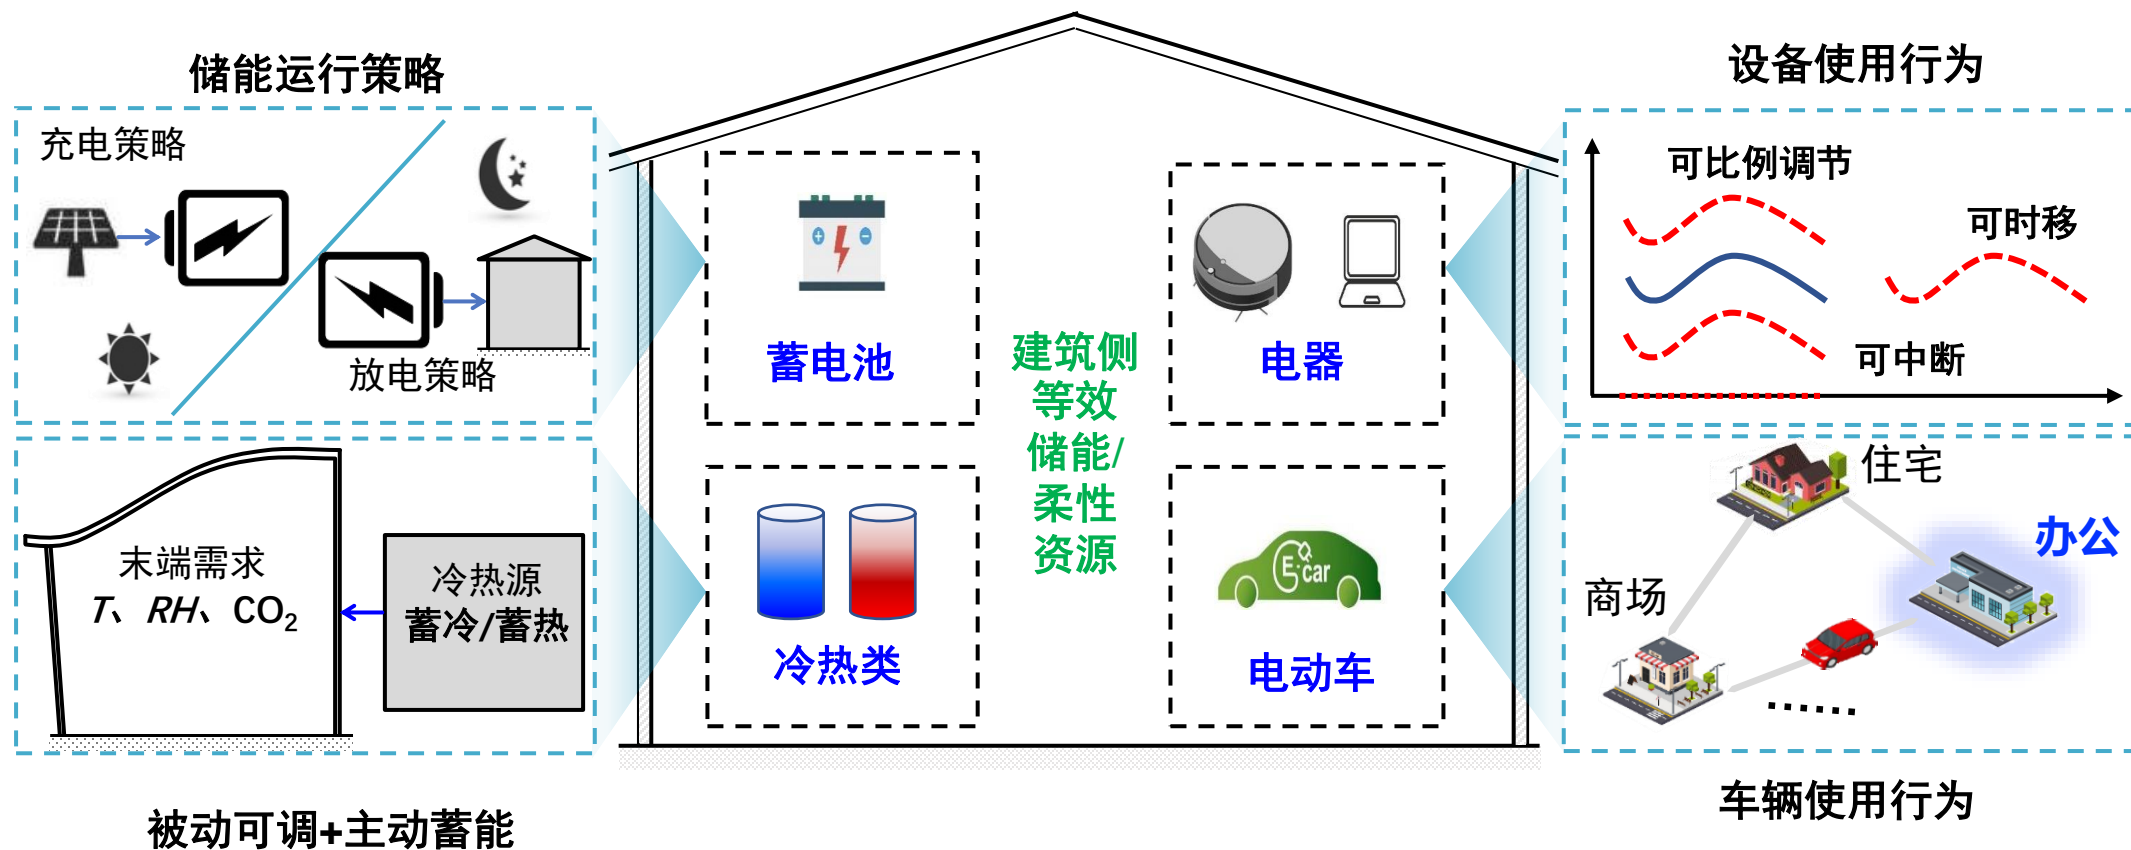 储能运行策略
充电策略
放电策略
末端需求
T、RH、CO₂
冷热源
蓄冷/蓄热
被动可调+主动蓄能
蓄电池
冷热类
建筑侧
等效
储能/
柔性
资源
电器
E-car
电动车
设备使用行为
可比例调节
可时移
可中断
住宅
办公
商场
车辆使用行为